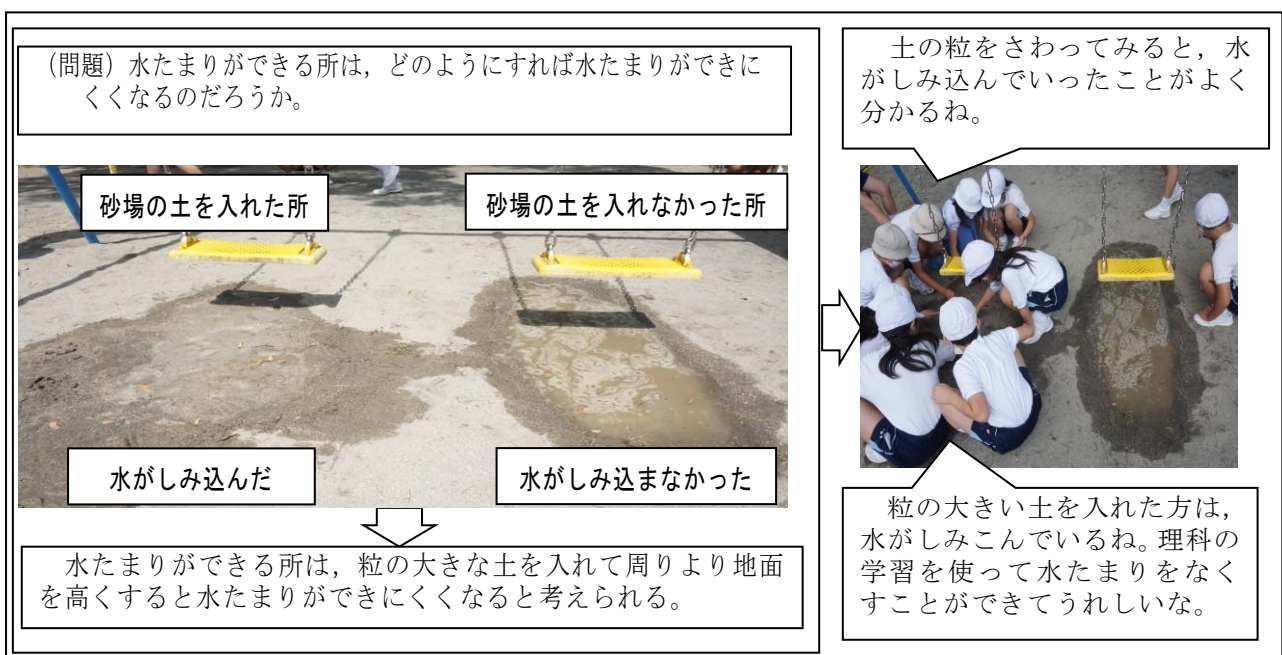 （問題）水たまりができる所は，どのようにすれば水たまりができに
くくなるのだろうか。
砂場の土を入れた所
砂場の土を入れなかった所
水がしみ込んだ
水がしみ込まなかった
水たまりができる所は，粒の大きな土を入れて周りより地面
を高くすると水たまりができにくくなると考えられる。
土の粒をさわってみると，水
がしみ込んでいったことがよく
分かるね。
粒の大きい土を入れた方は，
水がしみこんでいるね。理科の
学習を使って水たまりをなく
すことができてうれしいな。